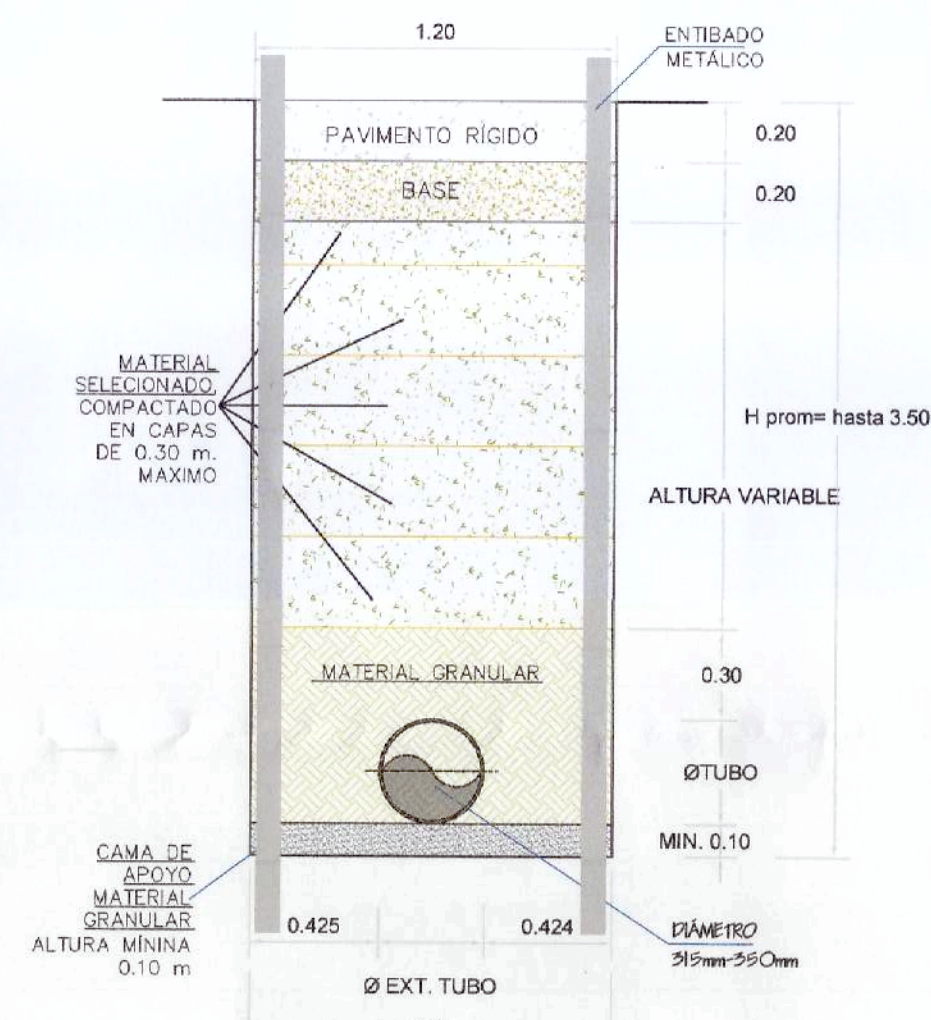 1.20
ENTIBADO
METÁLICO
PAVIMENTO RÍGIDO
0.20
BASE
0.20
MATERIAL
SELECIONADO,
COMPACTADO
EN CAPAS
DE 0.30 m.
MAXIMO
H prom= hasta 3.50
ALTURA VARIABLE
MATERIAL GRANULAR
0.30
ØTUBO
MIN. 0.10
CAMA DE
APOYO
MATERIAL
GRANULAR
ALTURA MÍNINA
0.10 m
0.425
0.424
DIÁMETRO
315mm-350mm
Ø EXT. TUBO